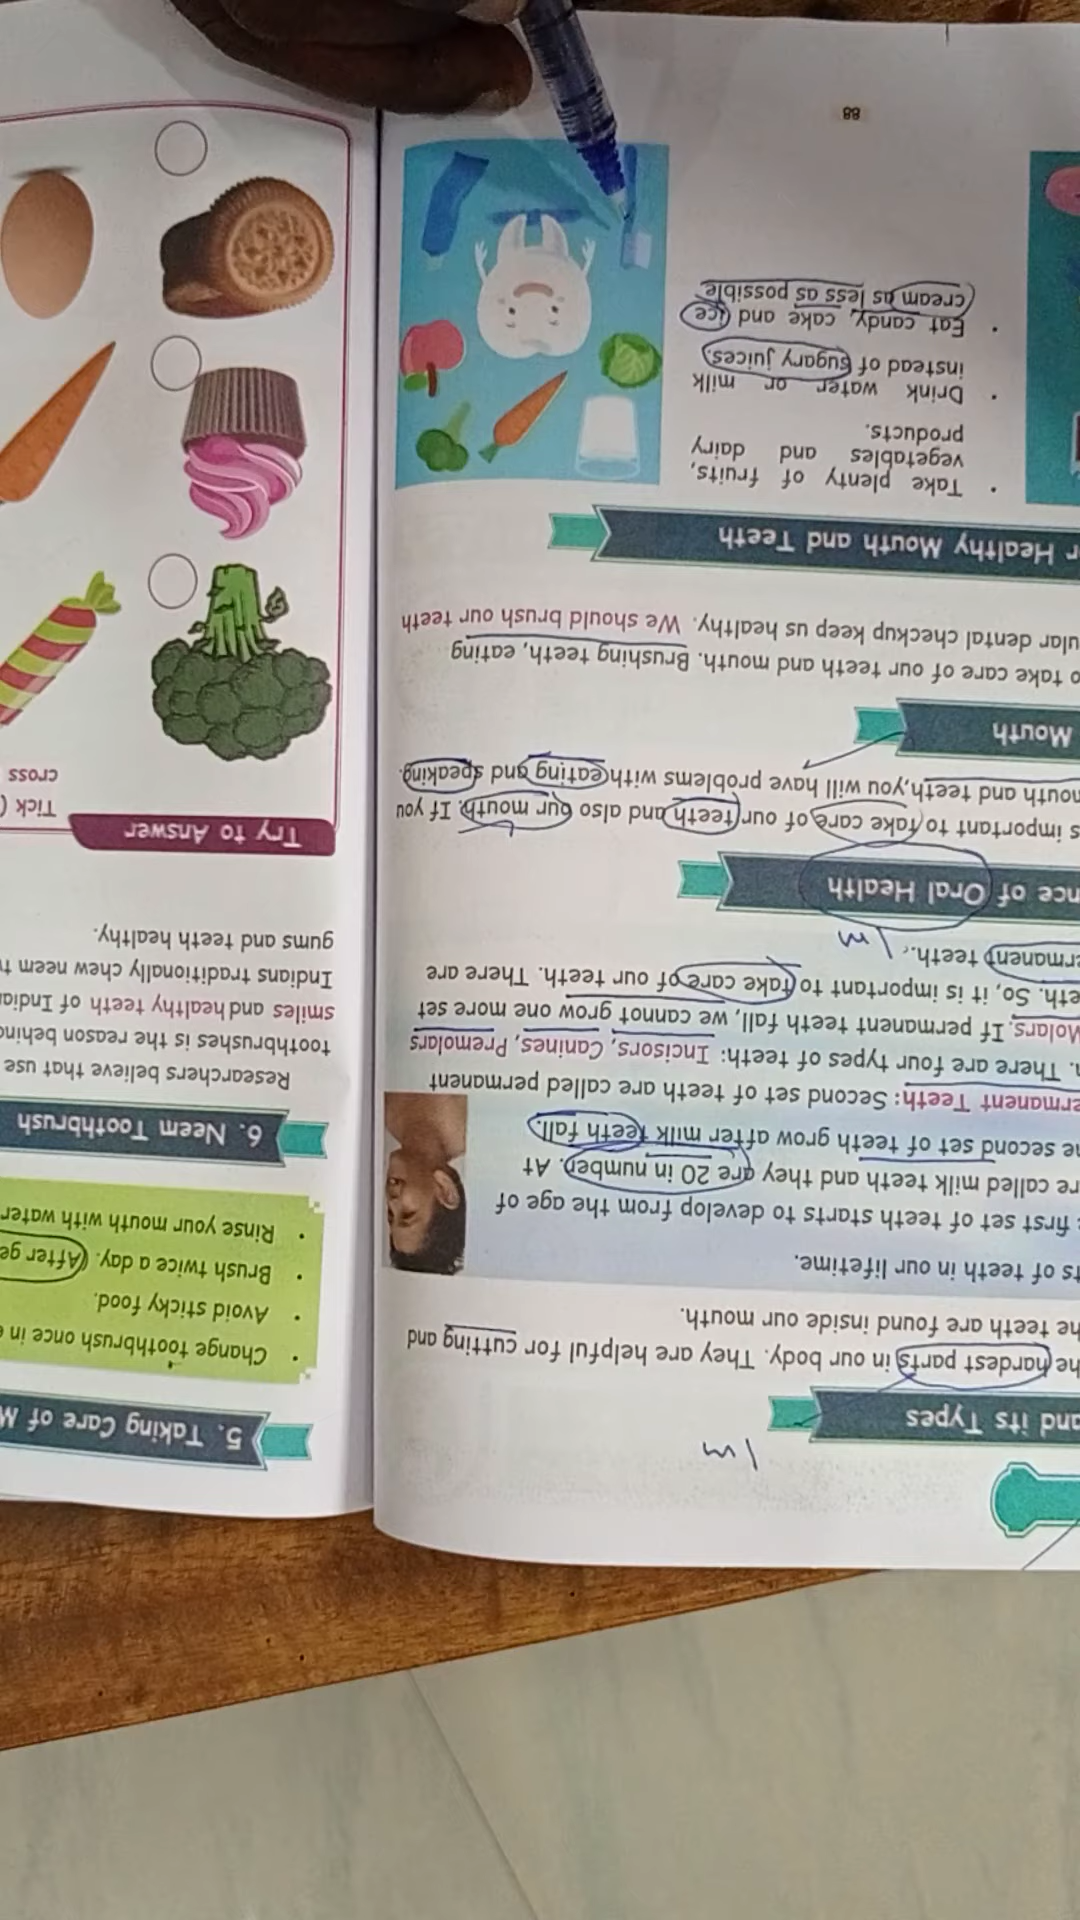 1m
and its Types
he hardest parts in our body. They are helpful for cutting and
he teeth are found inside our mouth.
ts of teeth in our lifetime.
first set of teeth starts to develop from the age of
are called milk teeth and they are 20 in number. At
he second set of teeth grow after milk teeth fall.
ermanent Teeth: Second set of teeth are called permanent
There are four types of teeth: Incisors, Canines, Premolars
Molars. If permanent teeth fall, we cannot grow one more set
eth. So, it is important to take care of our teeth. There are
ermanent teeth.
1m
nce of Oral Health
s important to take care of our teeth and also our mouth. If you
mouth and teeth, you will have problems with eating and speaking.
Mouth
o take care of our teeth and mouth. Brushing teeth, eating
ular dental checkup keep us healthy. We should brush our teeth
r Healthy Mouth and Teeth
• Take plenty of fruits,
vegetables and dairy
products.
• Drink water or milk
instead of sugary juices.
• Eat candy, cake and ice
cream as less as possible
88
5. Taking Care of M
• Change toothbrush once in
• Avoid sticky food.
• Brush twice a day. (After ge
• Rinse your mouth with water
6. Neem Toothbrush
Researchers believe that use
toothbrushes is the reason behind
smiles and healthy teeth of India
Indians traditionally chew neem t
gums and teeth healthy.
Try to Answer
Tick (
cross